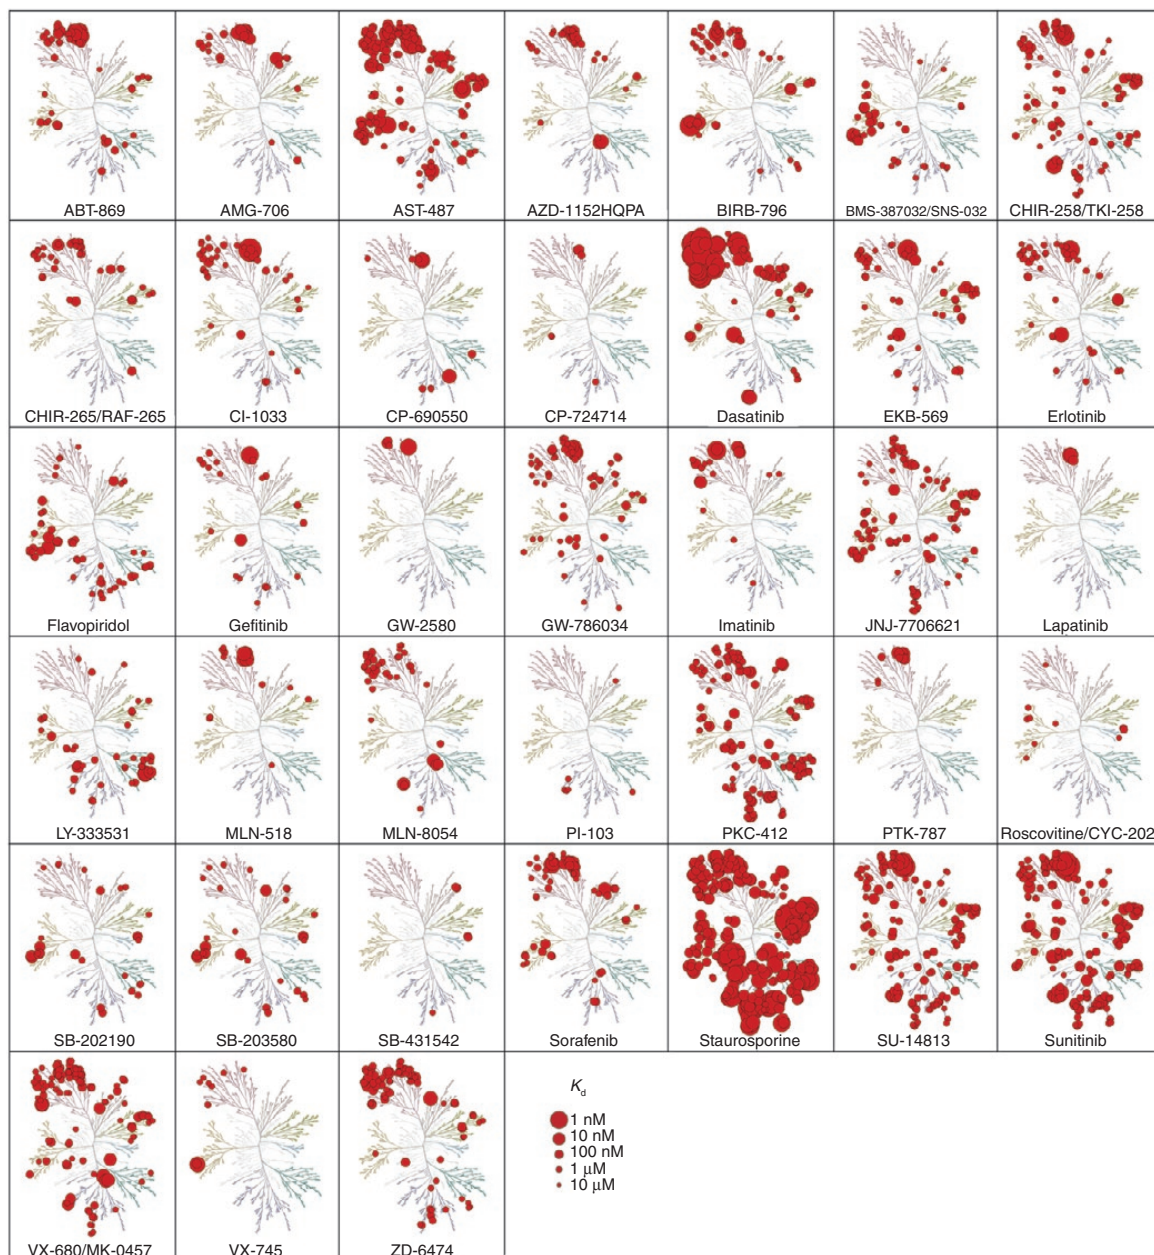 ABT-869
AMG-706
AST-487
AZD-1152HQPA
BIRB-796
BMS-387032/SNS-032
CHIR-258/TKI-258
CHIR-265/RAF-265
CI-1033
CP-690550
CP-724714
Dasatinib
EKB-569
Erlotinib
Flavopiridol
Gefitinib
GW-2580
GW-786034
Imatinib
JNJ-7706621
Lapatinib
LY-333531
MLN-518
MLN-8054
PI-103
PKC-412
PTK-787
Roscovitine/CYC-202
SB-202190
SB-203580
SB-431542
Sorafenib
Staurosporine
SU-14813
Sunitinib
VX-680/MK-0457
VX-745
ZD-6474
Kd
1 nM
10 nM
100 nM
1 μM
10 μM